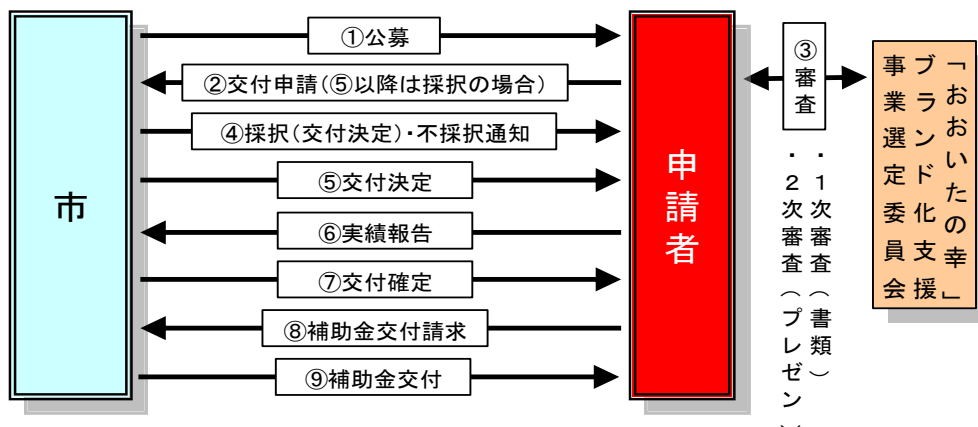 市
①公募
②交付申請(⑤以降は採択の場合)
④採択(交付決定)・不採択通知
⑤交付決定
⑥実績報告
⑦交付確定
⑧補助金交付請求
⑨補助金交付
申請者
③審査
・1次審査(書類)
・2次審査(プレゼン)
「おおいたの幸」
ブランド化支援
事業選定委員会